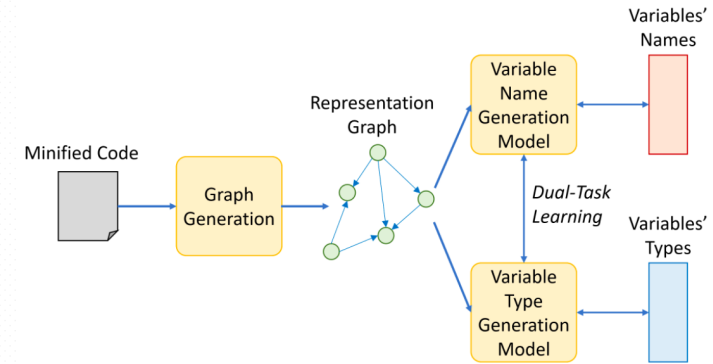 Minified Code
Graph
Generation
Representation
Graph
Variable
Name
Generation
Model
Variables’
Names
Dual-Task
Learning
Variable
Type
Generation
Model
Variables’
Types